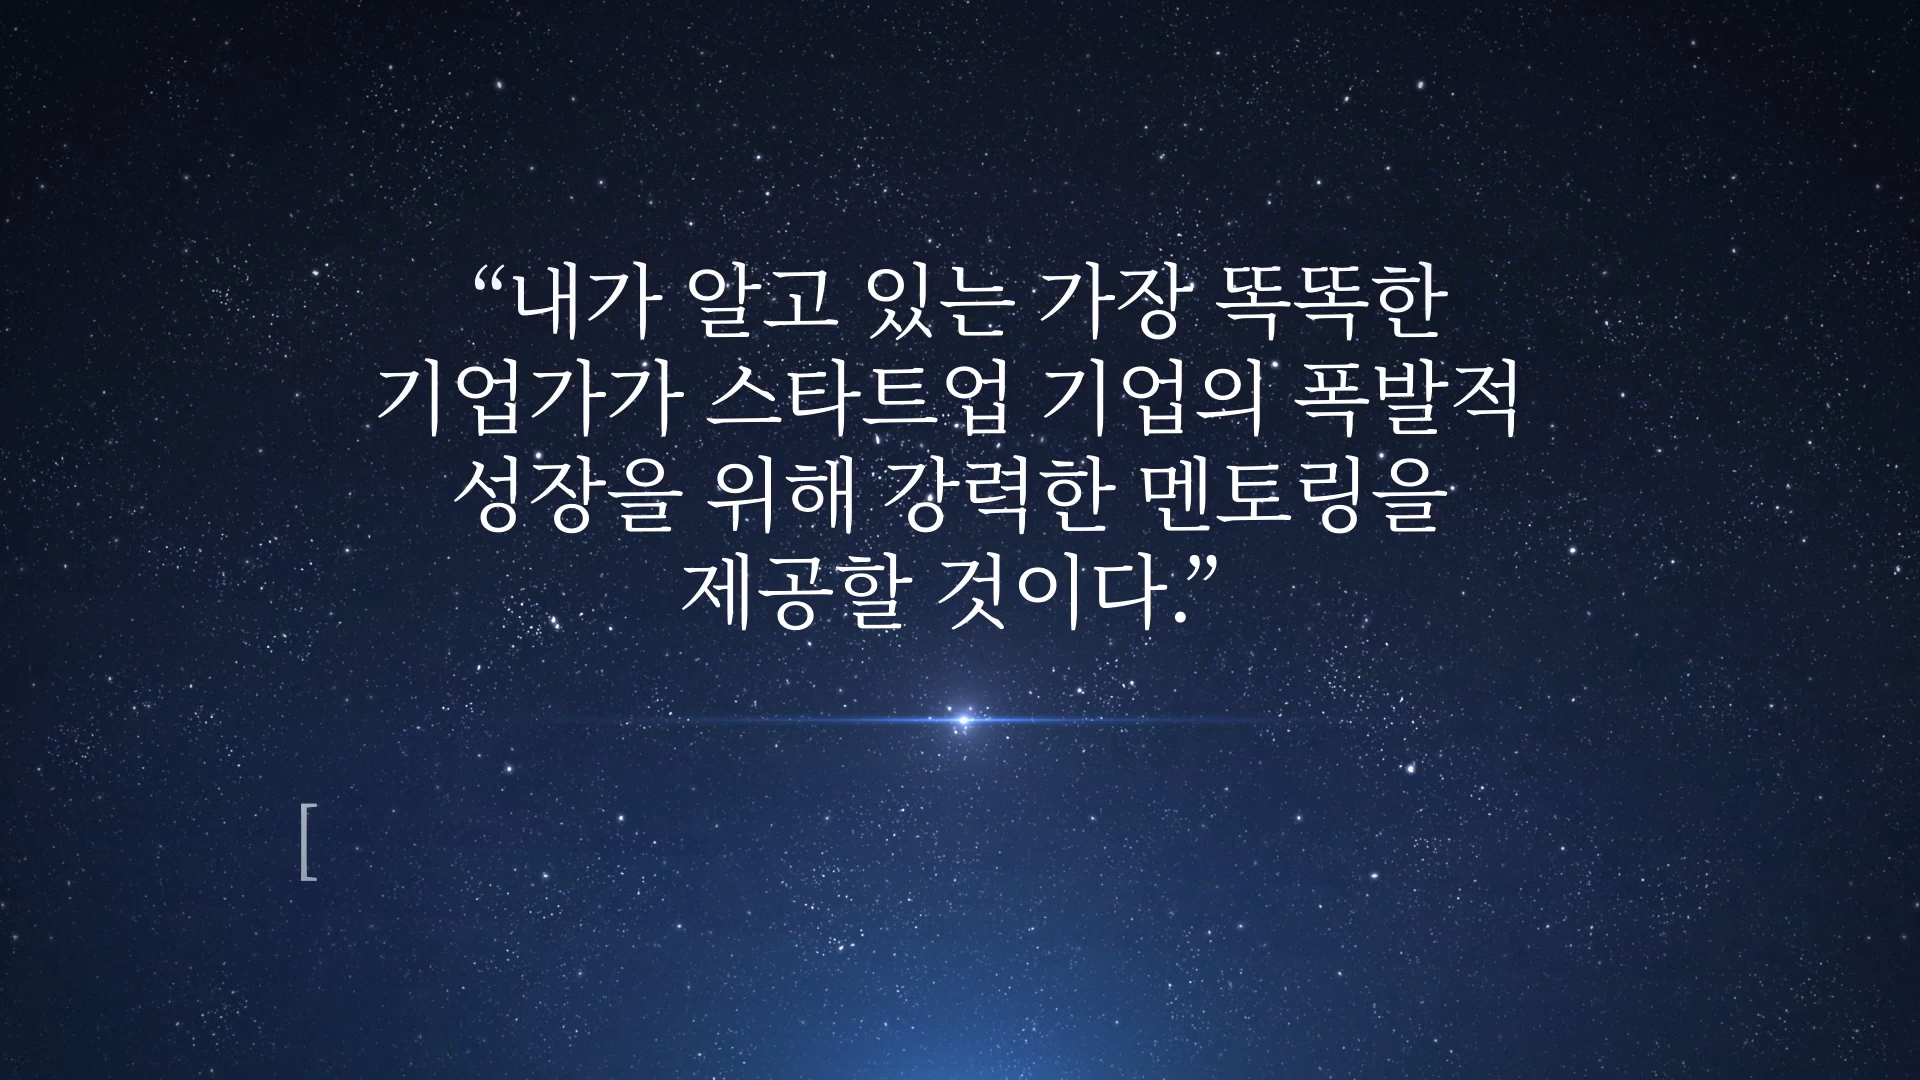 “내가 알고 있는 가장 똑똑한
기업가가 스타트업 기업의 폭발적
성장을 위해 강력한 멘토링을
제공할 것이다.”
[